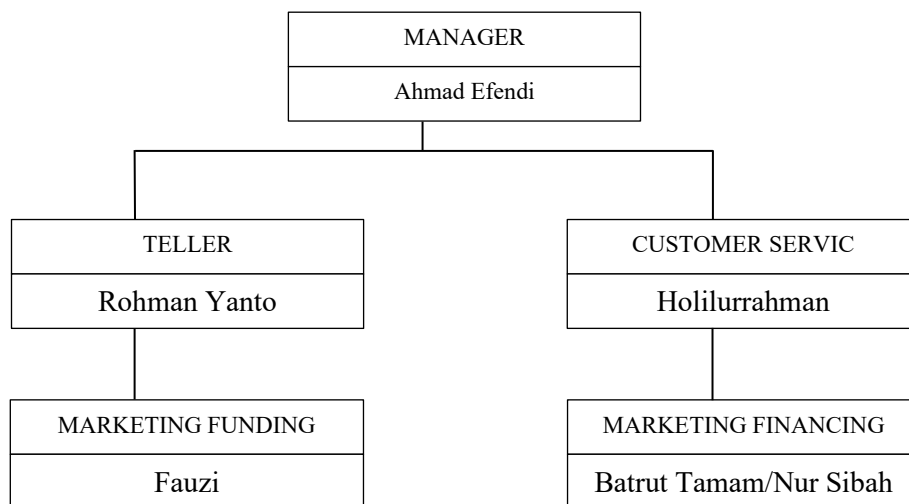 MANAGER
Ahmad Efendi
TELLER
CUSTOMER SERVIC
Rohman Yanto
Holilurrahman
MARKETING FUNDING
MARKETING FINANCING
Fauzi
Batrut Tamam/Nur Sibah